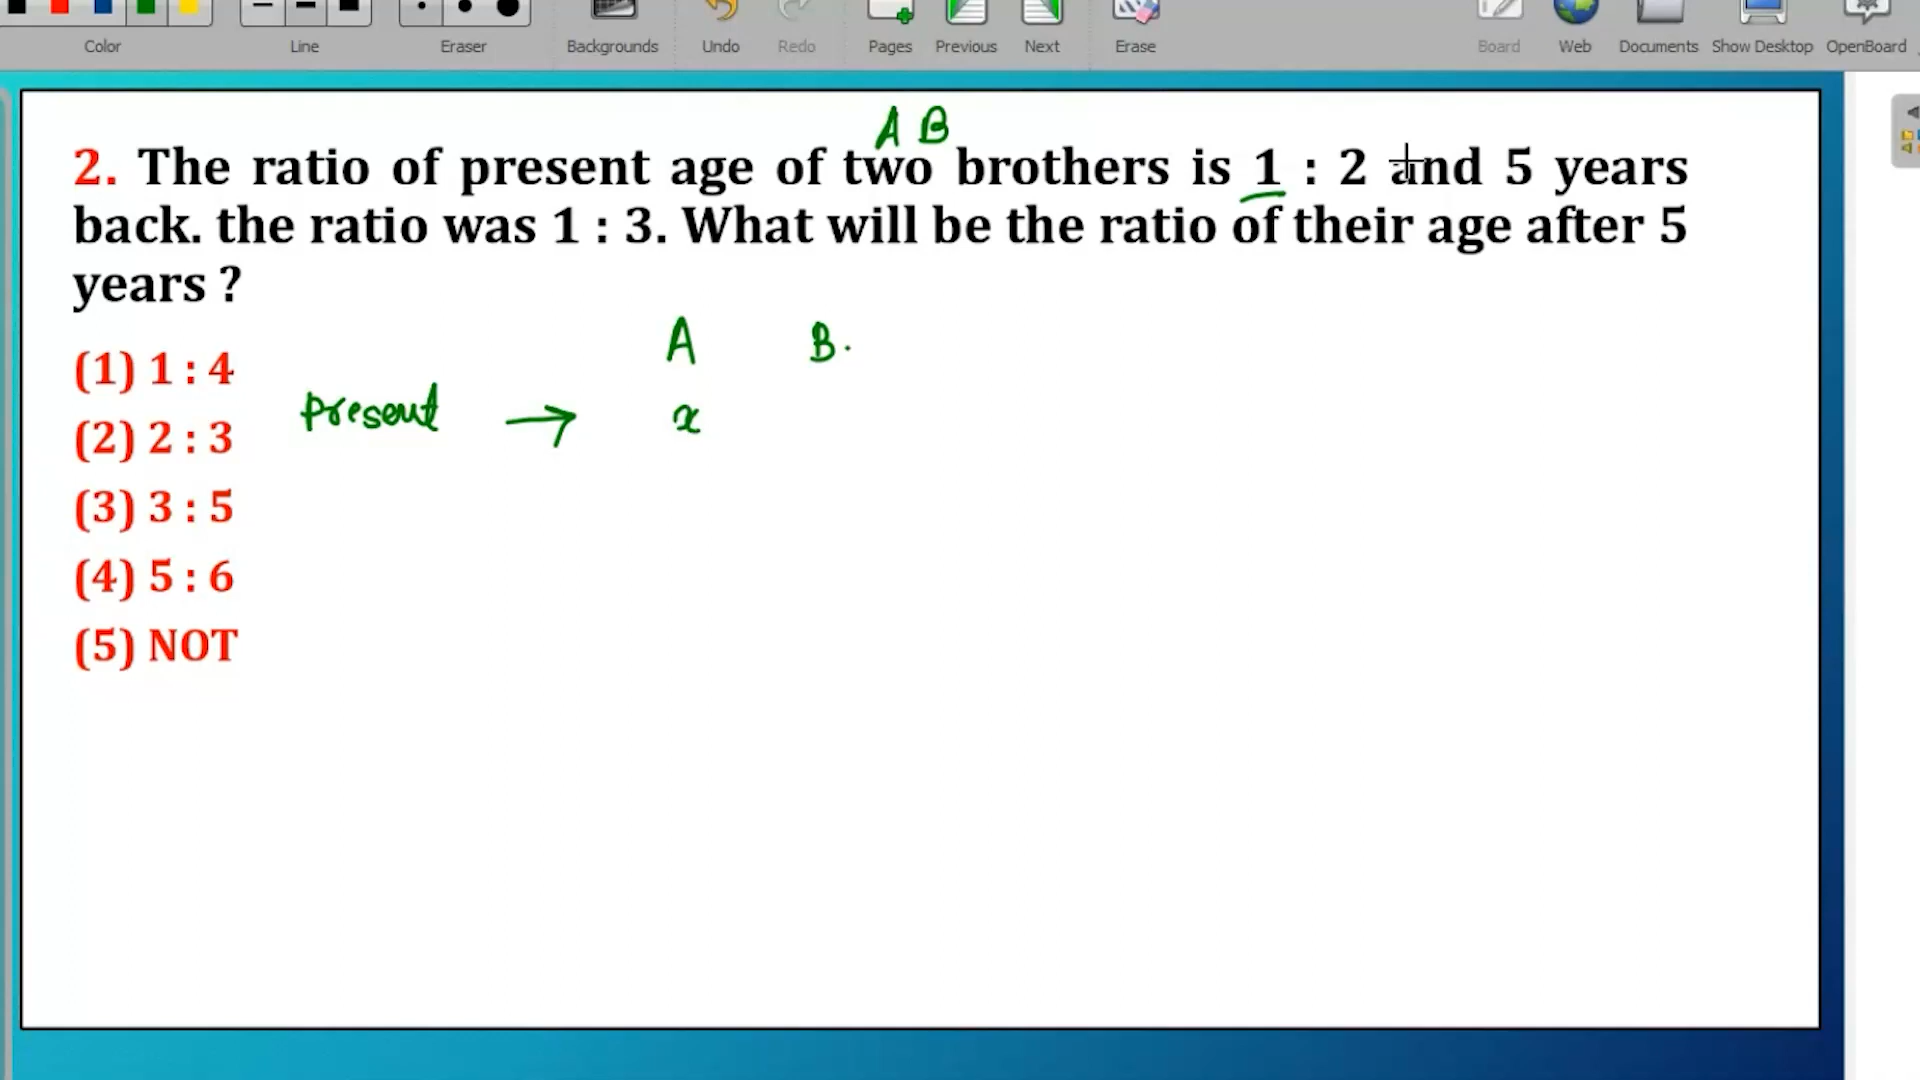 Color Line Eraser Backgrounds Undo Redo Pages Previous Next Erase Board Web Documents Show Desktop OpenBoard
A B
2. The ratio of present age of two brothers is 1 : 2 and 5 years
back. the ratio was 1 : 3. What will be the ratio of their age after 5
years ?
A B.
(1) 1 : 4
present → x
(2) 2 : 3
(3) 3 : 5
(4) 5 : 6
(5) NOT